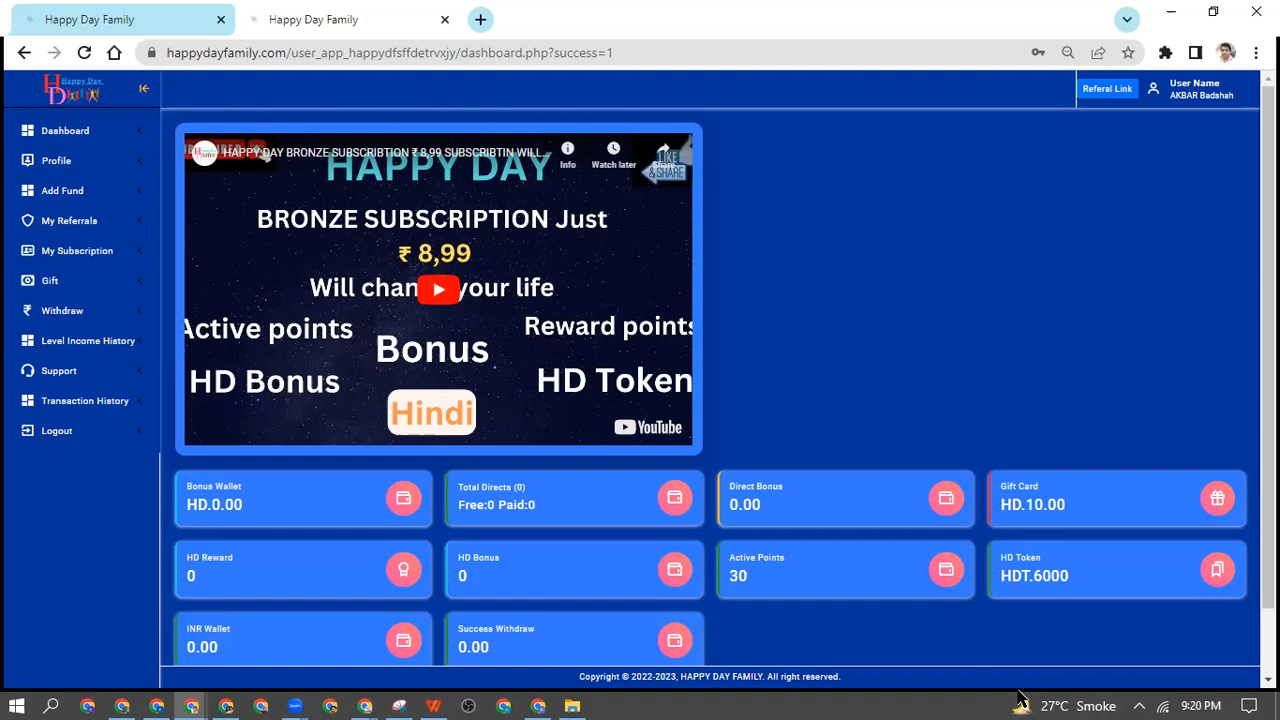 Happy Day Family
Happy Day Family
happydayfamily.com/user_app_happydfsffdetrvxjy/dashboard.php?success=1
Happy Day
HD
Referal Link
User Name
AKBAR Badshah
Dashboard
Profile
Add Fund
My Referrals
My Subscription
Gift
Withdraw
Level Income History
Support
Transaction History
Logout
HAPPY DAY BRONZE SUBSCRIBTION ₹ 8,99 SUBSCRIBTIN WILL...
Info
Watch later
Share
LIKE
& SHARE
HAPPY DAY
BRONZE SUBSCRIPTION Just
₹ 8,99
Will chan your life
Active points
Reward points
Bonus
HD Bonus
HD Token
Hindi
YouTube
Bonus Wallet
HD.0.00
Total Directs (0)
Free:0 Paid:0
Direct Bonus
0.00
Gift Card
HD.10.00
HD Reward
0
HD Bonus
0
Active Points
30
HD Token
HDT.6000
INR Wallet
0.00
Success Withdraw
0.00
Copyright © 2022-2023, HAPPY DAY FAMILY. All right reserved.
27°C Smoke
9:20 PM